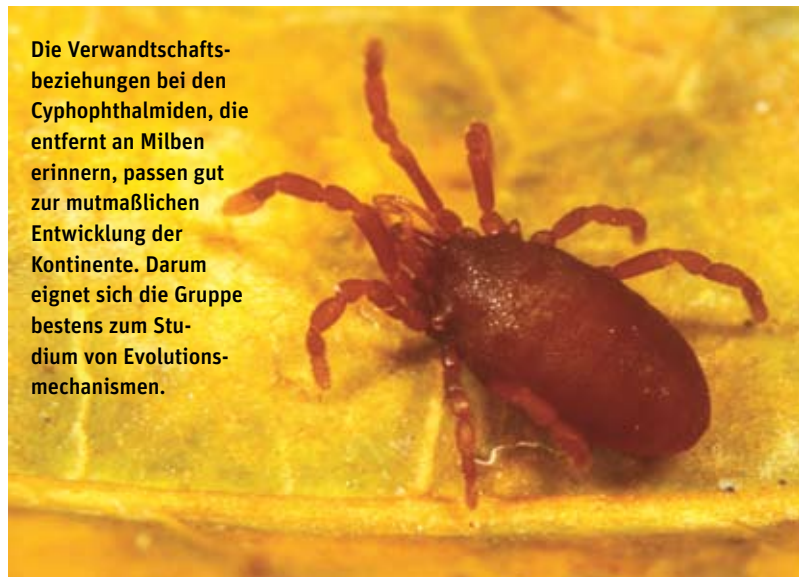 Die Verwandtschafts-
beziehungen bei den
Cyphophthalmiden, die
entfernt an Milben
erinnern, passen gut
zur mutmaßlichen
Entwicklung der
Kontinente. Darum
eignet sich die Gruppe
bestens zum Stu-
dium von Evolutions-
mechanismen.